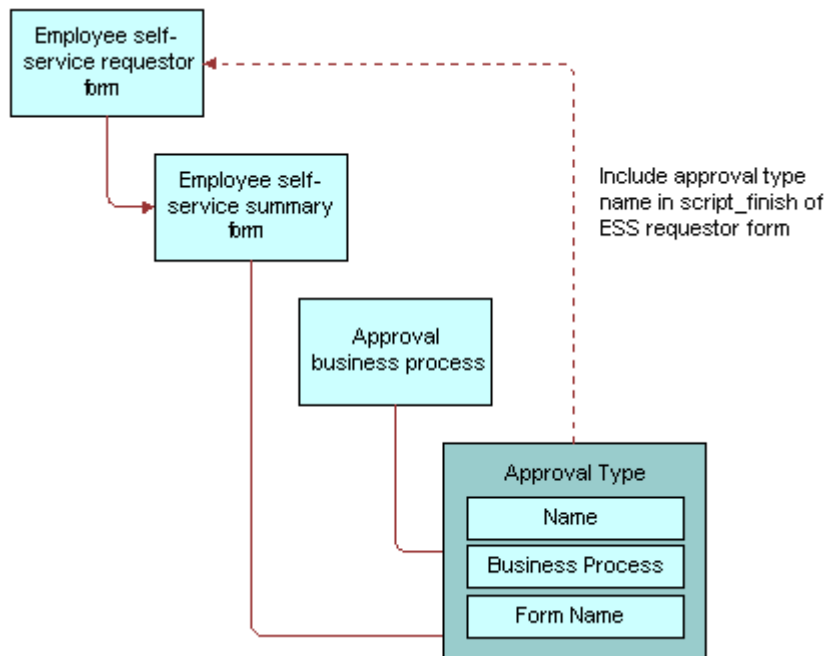 Employee self-
service requestor
form
Employee self-
service summary
form
Include approval type
name in script_finish of
ESS requestor form
Approval
business process
Approval Type
Name
Business Process
Form Name